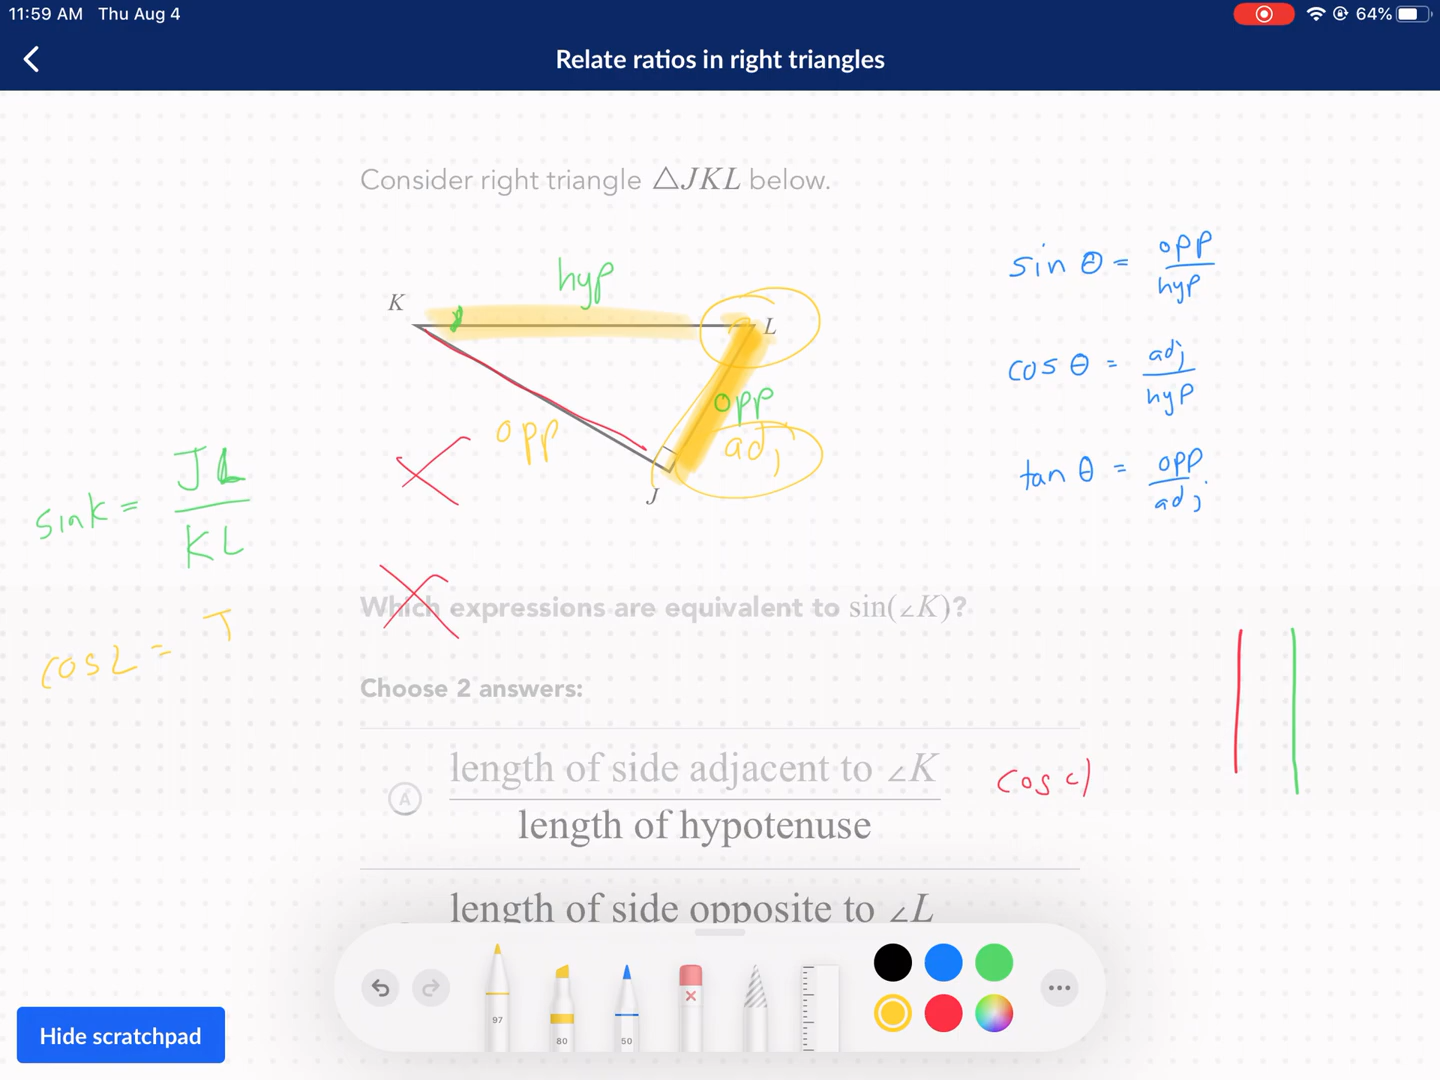 11:59 AM Thu Aug 4
64%
Relate ratios in right triangles
Consider right triangle △JKL below.
hyp
K
L
opp
opp
adj
J
sin θ = opp/hyp
cos θ = adj/hyp
tan θ = opp/adj
sin K = JL/KL
cos L = J
Which expressions are equivalent to sin(∠K)?
Choose 2 answers:
A
length of side adjacent to ∠K
length of hypotenuse
cos
length of side opposite to ∠L
97
80
50
Hide scratchpad